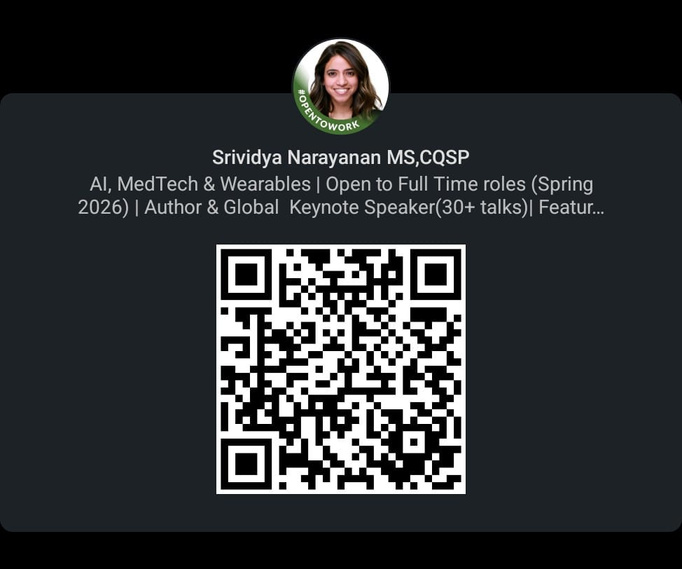 #OPENTOWORK
Srividya Narayanan MS,CQSP
AI, MedTech & Wearables | Open to Full Time roles (Spring
2026) | Author & Global  Keynote Speaker(30+ talks)| Featur...